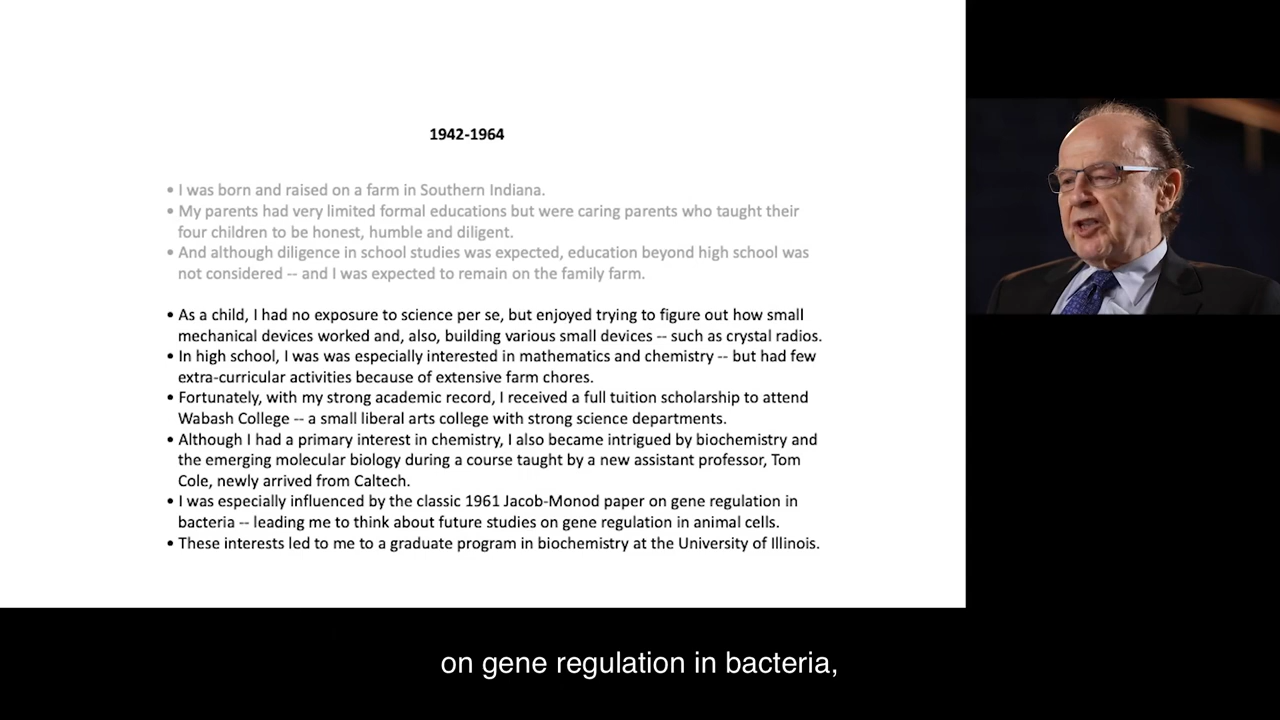 1942-1964
• I was born and raised on a farm in Southern Indiana.
• My parents had very limited formal educations but were caring parents who taught their
four children to be honest, humble and diligent.
• And although diligence in school studies was expected, education beyond high school was
not considered -- and I was expected to remain on the family farm.
• As a child, I had no exposure to science per se, but enjoyed trying to figure out how small
mechanical devices worked and, also, building various small devices -- such as crystal radios.
• In high school, I was was especially interested in mathematics and chemistry -- but had few
extra-curricular activities because of extensive farm chores.
• Fortunately, with my strong academic record, I received a full tuition scholarship to attend
Wabash College -- a small liberal arts college with strong science departments.
• Although I had a primary interest in chemistry, I also became intrigued by biochemistry and
the emerging molecular biology during a course taught by a new assistant professor, Tom
Cole, newly arrived from Caltech.
• I was especially influenced by the classic 1961 Jacob-Monod paper on gene regulation in
bacteria -- leading me to think about future studies on gene regulation in animal cells.
• These interests led to me to a graduate program in biochemistry at the University of Illinois.
on gene regulation in bacteria,